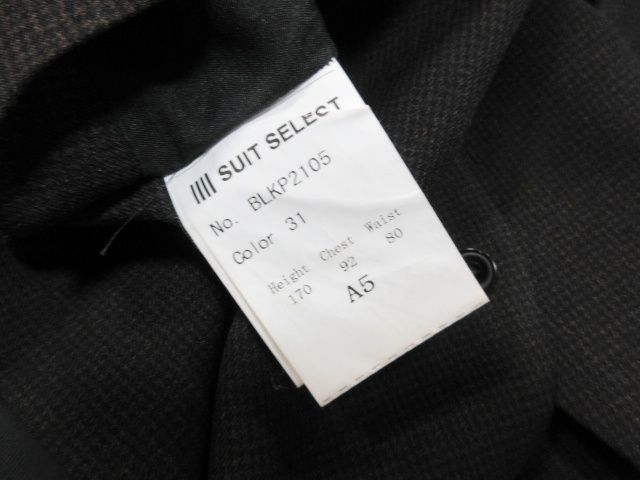 SUIT SELECT
No. BLKP2105
Color 31
Height Chest Waist
170 92 80
A5